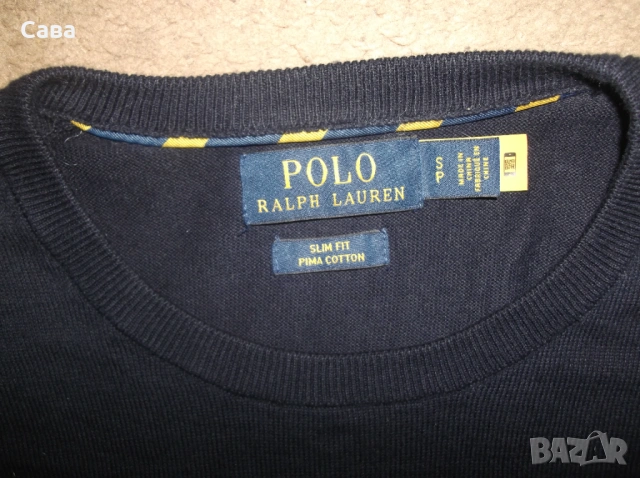 Сава
POLO
RALPH LAUREN
S
P
MADE IN
CHINA
FABRIQUÉ EN
CHINE
SLIM FIT
PIMA COTTON
BAZAR